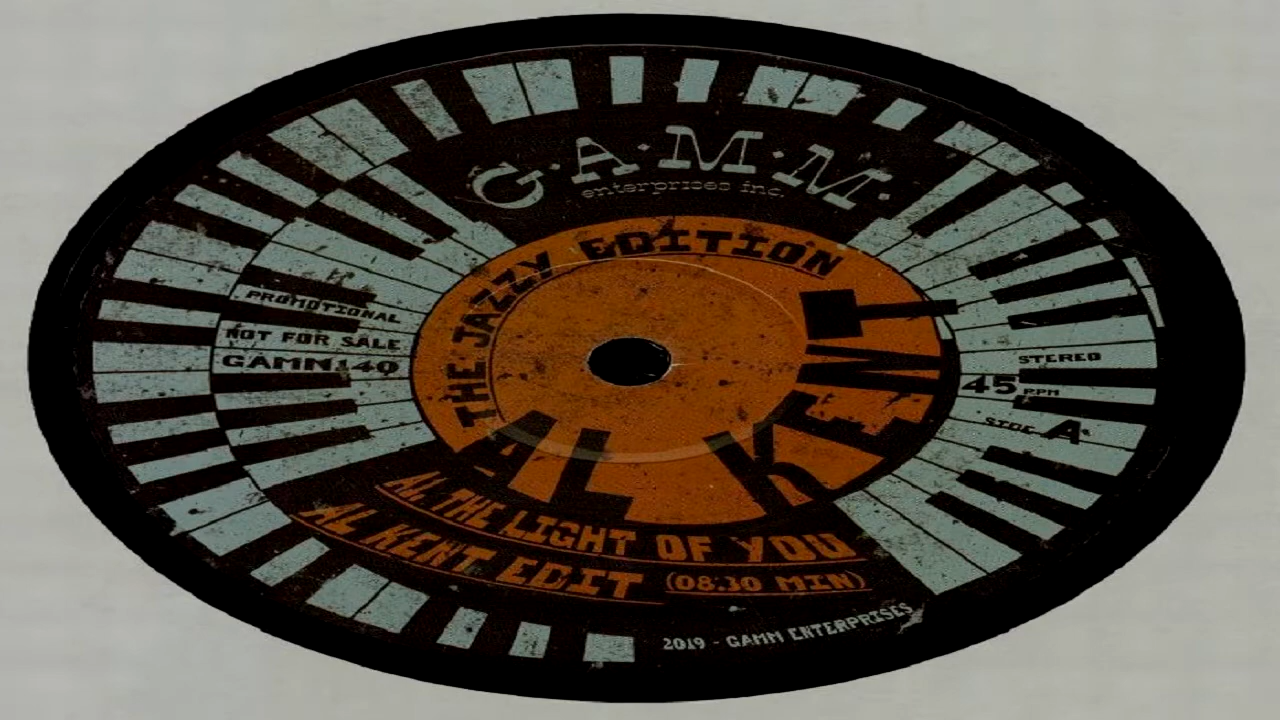 G·A·M·M·
enterprises inc.
THE JAZZY EDITION
AL KENT
PROMOTIONAL
NOT FOR SALE
GAMM140
STEREO
45 RPM
SIDE A
A1. THE LIGHT OF YOU
AL KENT EDIT (08.30 MIN)
2019 - GAMM ENTERPRISES